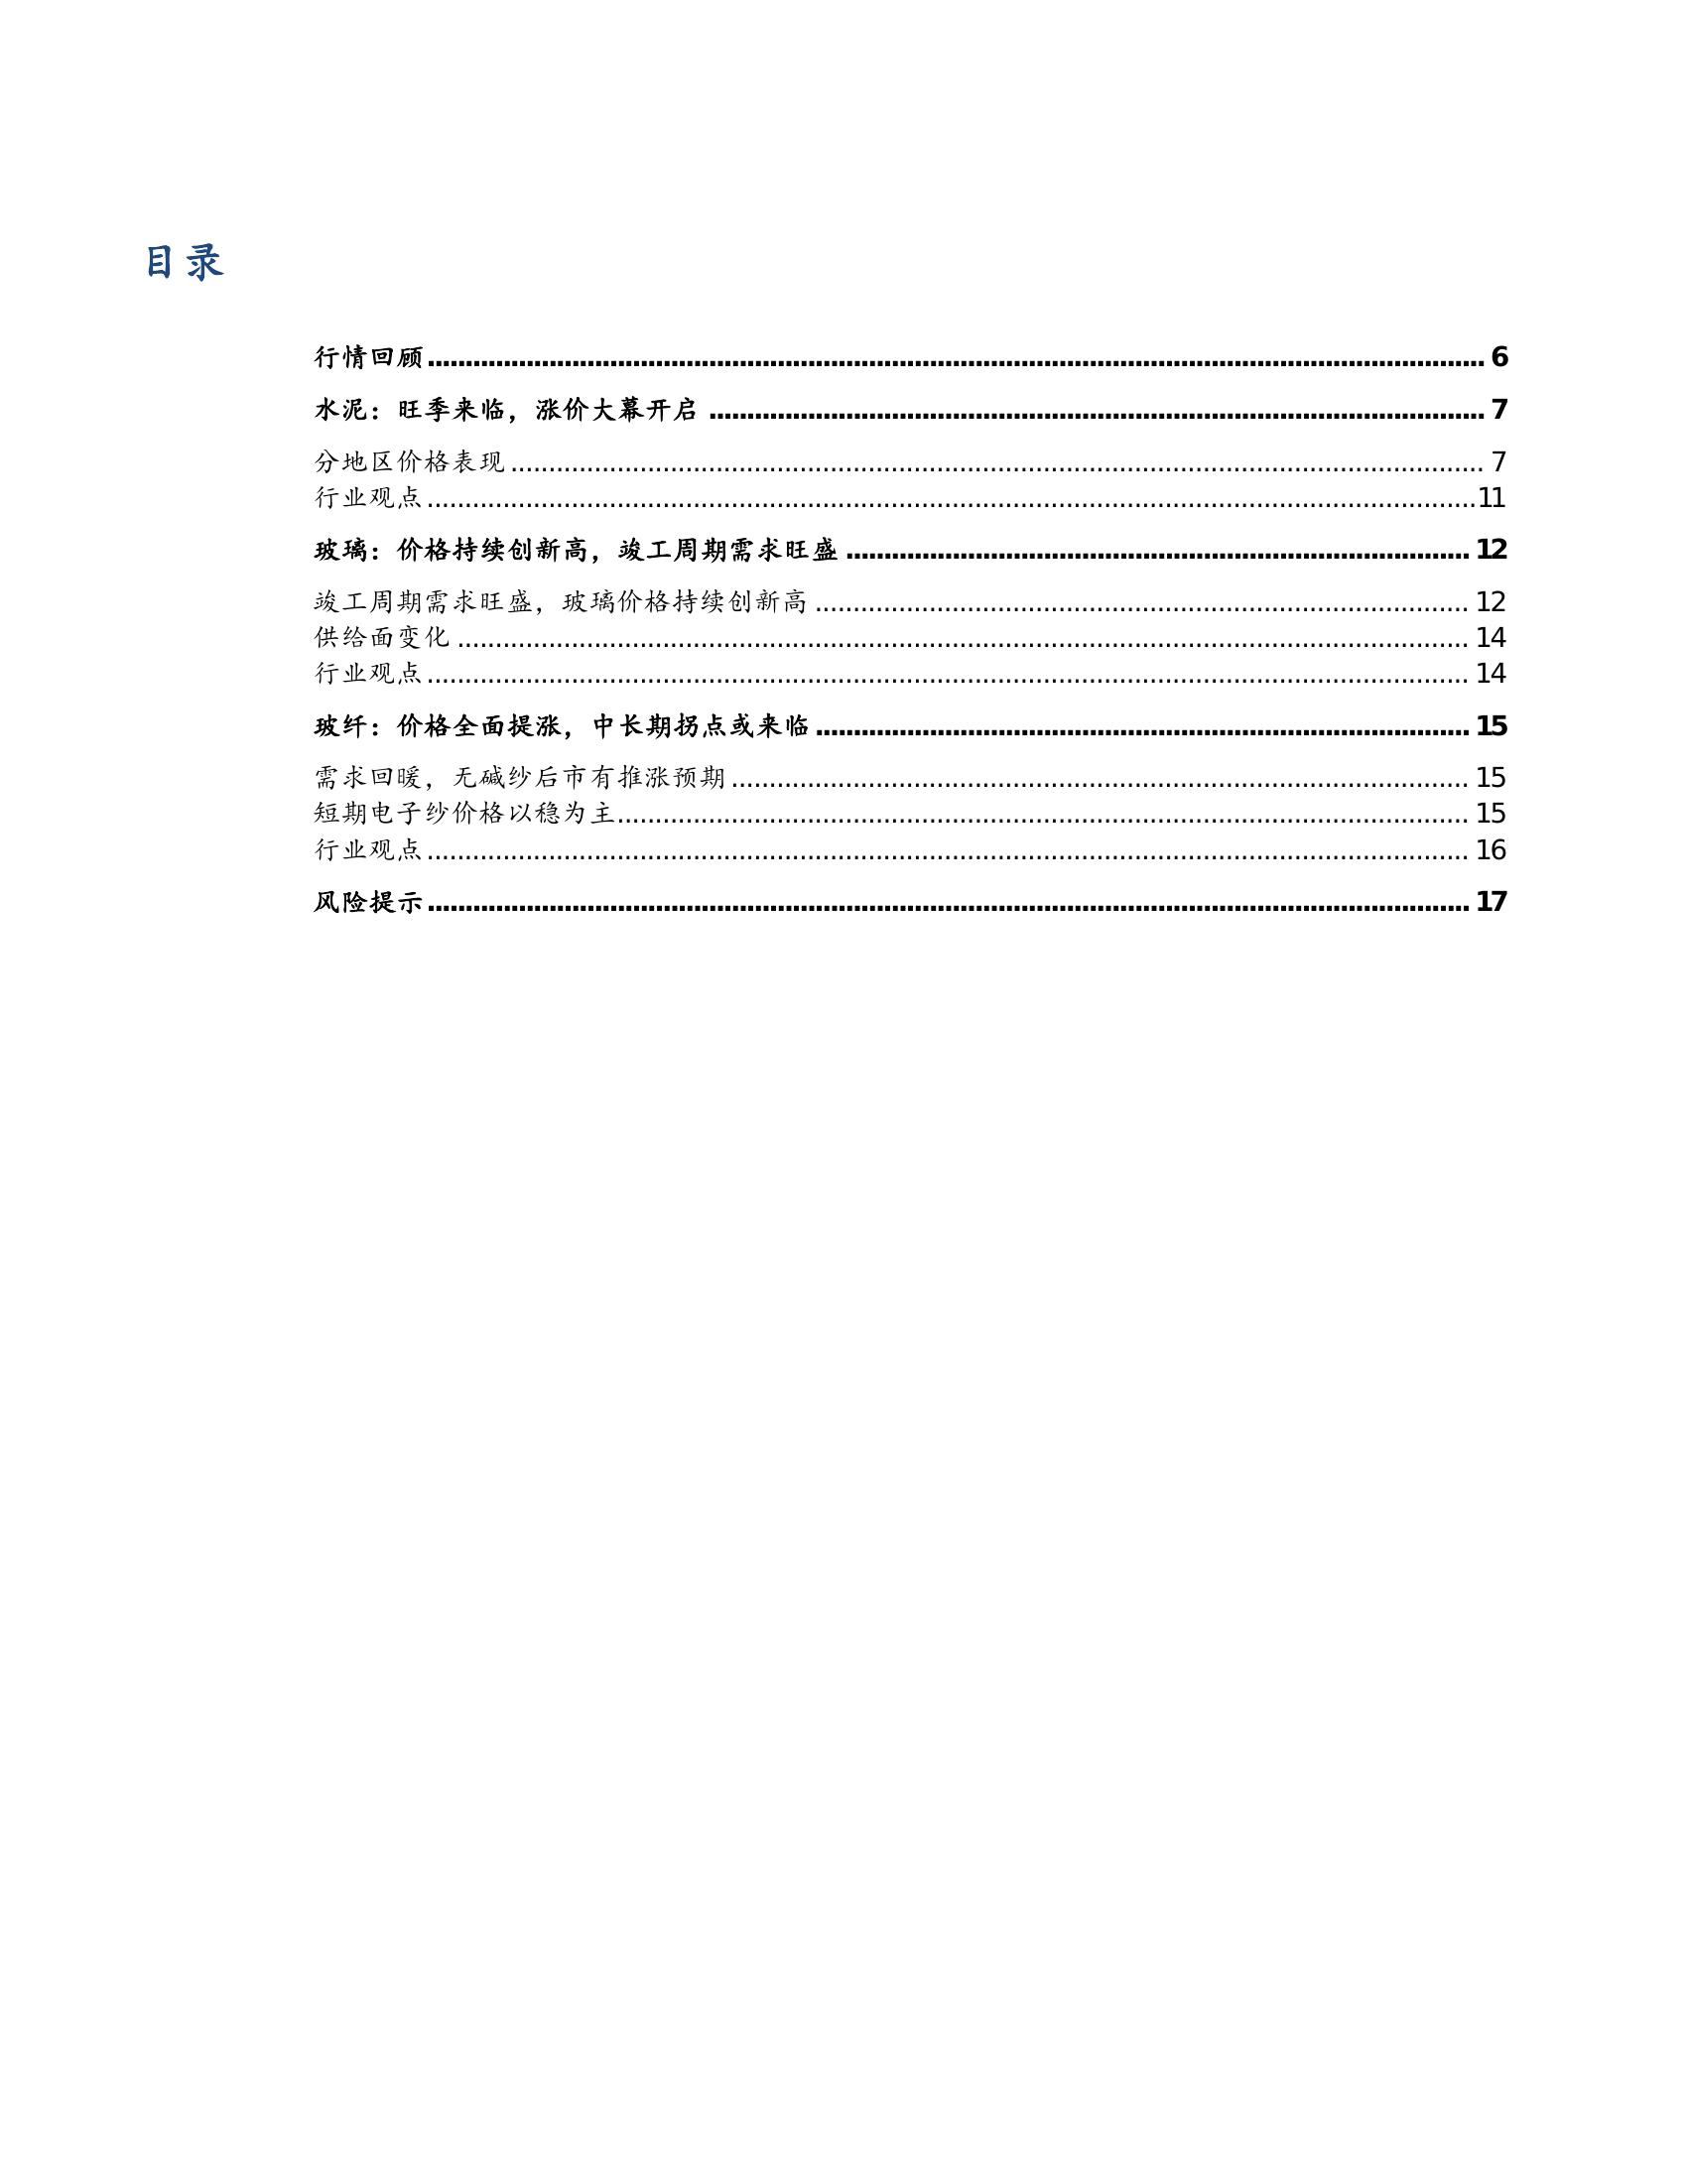 目录
行情回顾 6
水泥：旺季来临，涨价大幕开启 7
分地区价格表现 7
行业观点 11
玻璃：价格持续创新高，竣工周期需求旺盛 12
竣工周期需求旺盛，玻璃价格持续创新高 12
供给面变化 14
行业观点 14
玻纤：价格全面提涨，中长期拐点或来临 15
需求回暖，无碱纱后市有推涨预期 15
短期电子纱价格以稳为主 15
行业观点 16
风险提示 17